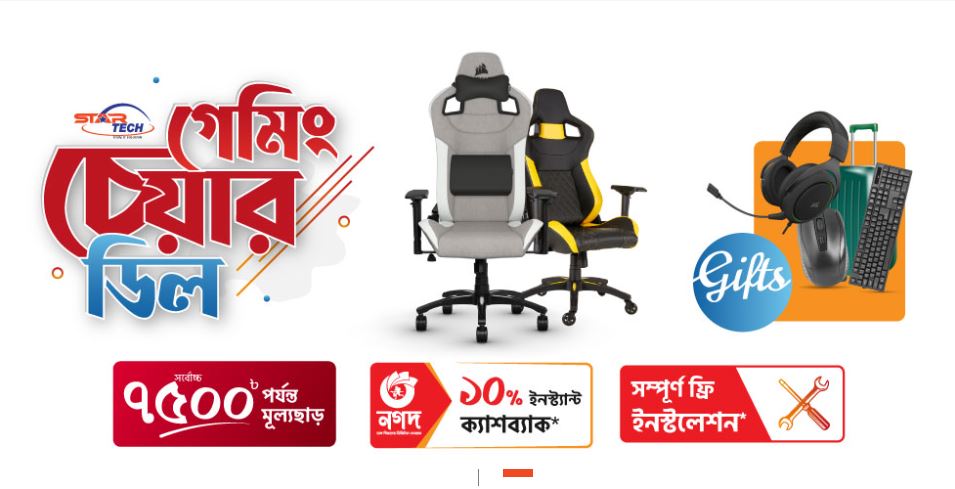 STAR
TECH
গেমিং
চেয়ার
ডিল
Gifts
সর্বোচ্চ
৭৫০০৳ পর্যন্ত
মূল্যছাড়
নগদ
১০% ইনস্ট্যান্ট
ক্যাশব্যাক*
সম্পূর্ণ ফ্রি
ইনস্টলেশন*